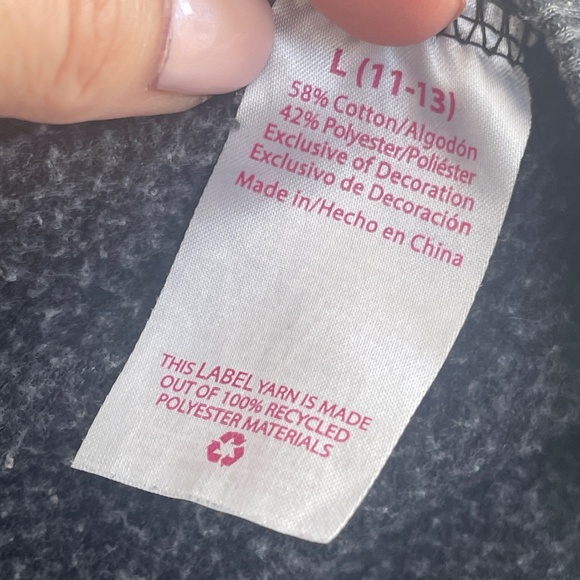 L (11-13)
58% Cotton/Algodón
42% Polyester/Poliéster
Exclusive of Decoration
Exclusivo de Decoración
Made in/Hecho en China
THIS LABEL YARN IS MADE
OUT OF 100% RECYCLED
POLYESTER MATERIALS